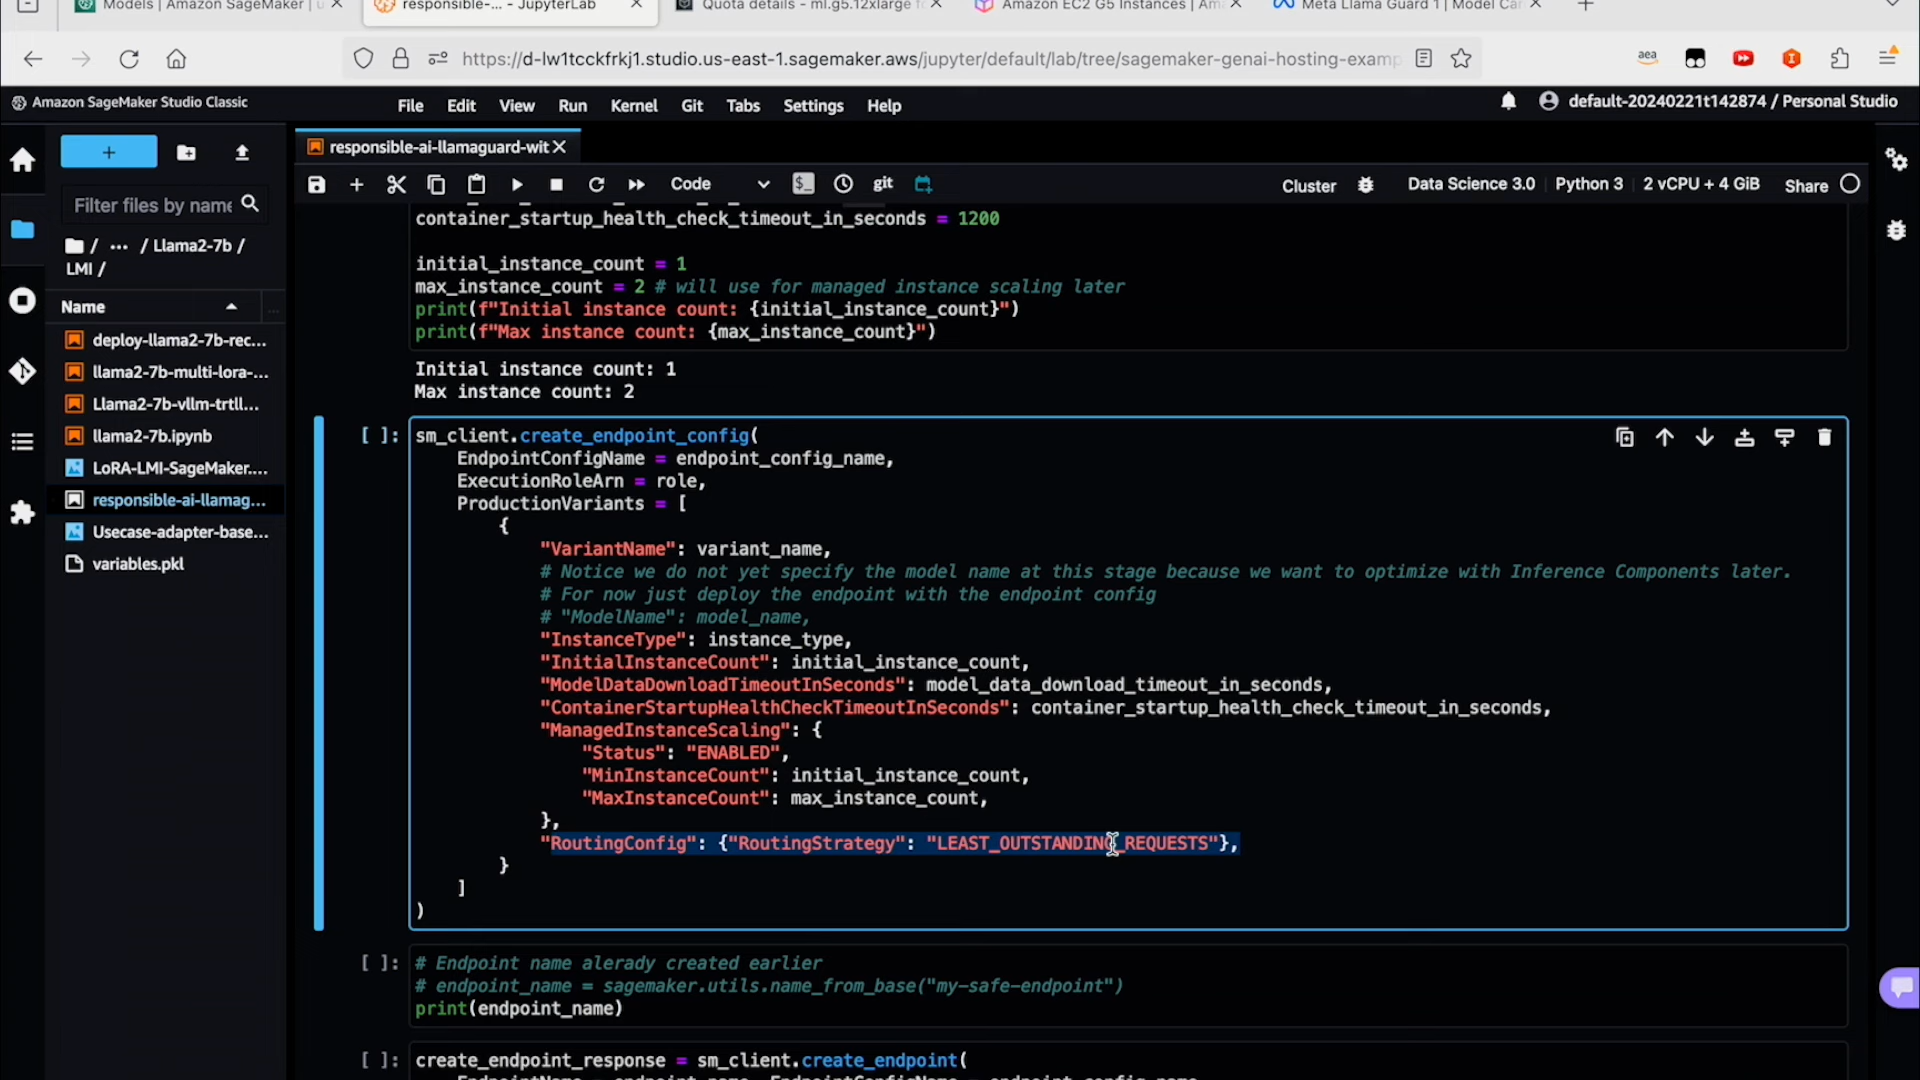 Models | Amazon SageMaker | u
responsible-... - JupyterLab
Quota details - ml.g5.12xlarge f
Amazon EC2 G5 Instances | Am
Meta Llama Guard 1 | Model Car
https://d-lw1tcckfrkj1.studio.us-east-1.sagemaker.aws/jupyter/default/lab/tree/sagemaker-genai-hosting-examp
aea
Amazon SageMaker Studio Classic
File Edit View Run Kernel Git Tabs Settings Help
default-20240221t142874 / Personal Studio
responsible-ai-llamaguard-wit
Code
git
Cluster
Data Science 3.0 | Python 3 | 2 vCPU + 4 GiB
Share
Filter files by name
/ ... / Llama2-7b /
LMI /
Name
deploy-llama2-7b-rec...
llama2-7b-multi-lora-...
Llama2-7b-vllm-trtll...
llama2-7b.ipynb
LoRA-LMI-SageMaker....
responsible-ai-llamag...
Usecase-adapter-base...
variables.pkl
container_startup_health_check_timeout_in_seconds = 1200
initial_instance_count = 1
max_instance_count = 2 # will use for managed instance scaling later
print(f"Initial instance count: {initial_instance_count}")
print(f"Max instance count: {max_instance_count}")
Initial instance count: 1
Max instance count: 2
[ ]: sm_client.create_endpoint_config(
EndpointConfigName = endpoint_config_name,
ExecutionRoleArn = role,
ProductionVariants = [
{
"VariantName": variant_name,
# Notice we do not yet specify the model name at this stage because we want to optimize with Inference Components later.
# For now just deploy the endpoint with the endpoint config
# "ModelName": model_name,
"InstanceType": instance_type,
"InitialInstanceCount": initial_instance_count,
"ModelDataDownloadTimeoutInSeconds": model_data_download_timeout_in_seconds,
"ContainerStartupHealthCheckTimeoutInSeconds": container_startup_health_check_timeout_in_seconds,
"ManagedInstanceScaling": {
"Status": "ENABLED",
"MinInstanceCount": initial_instance_count,
"MaxInstanceCount": max_instance_count,
},
"RoutingConfig": {"RoutingStrategy": "LEAST_OUTSTANDING_REQUESTS"},
}
]
)
[ ]: # Endpoint name alerady created earlier
# endpoint_name = sagemaker.utils.name_from_base("my-safe-endpoint")
print(endpoint_name)
[ ]: create_endpoint_response = sm_client.create_endpoint(